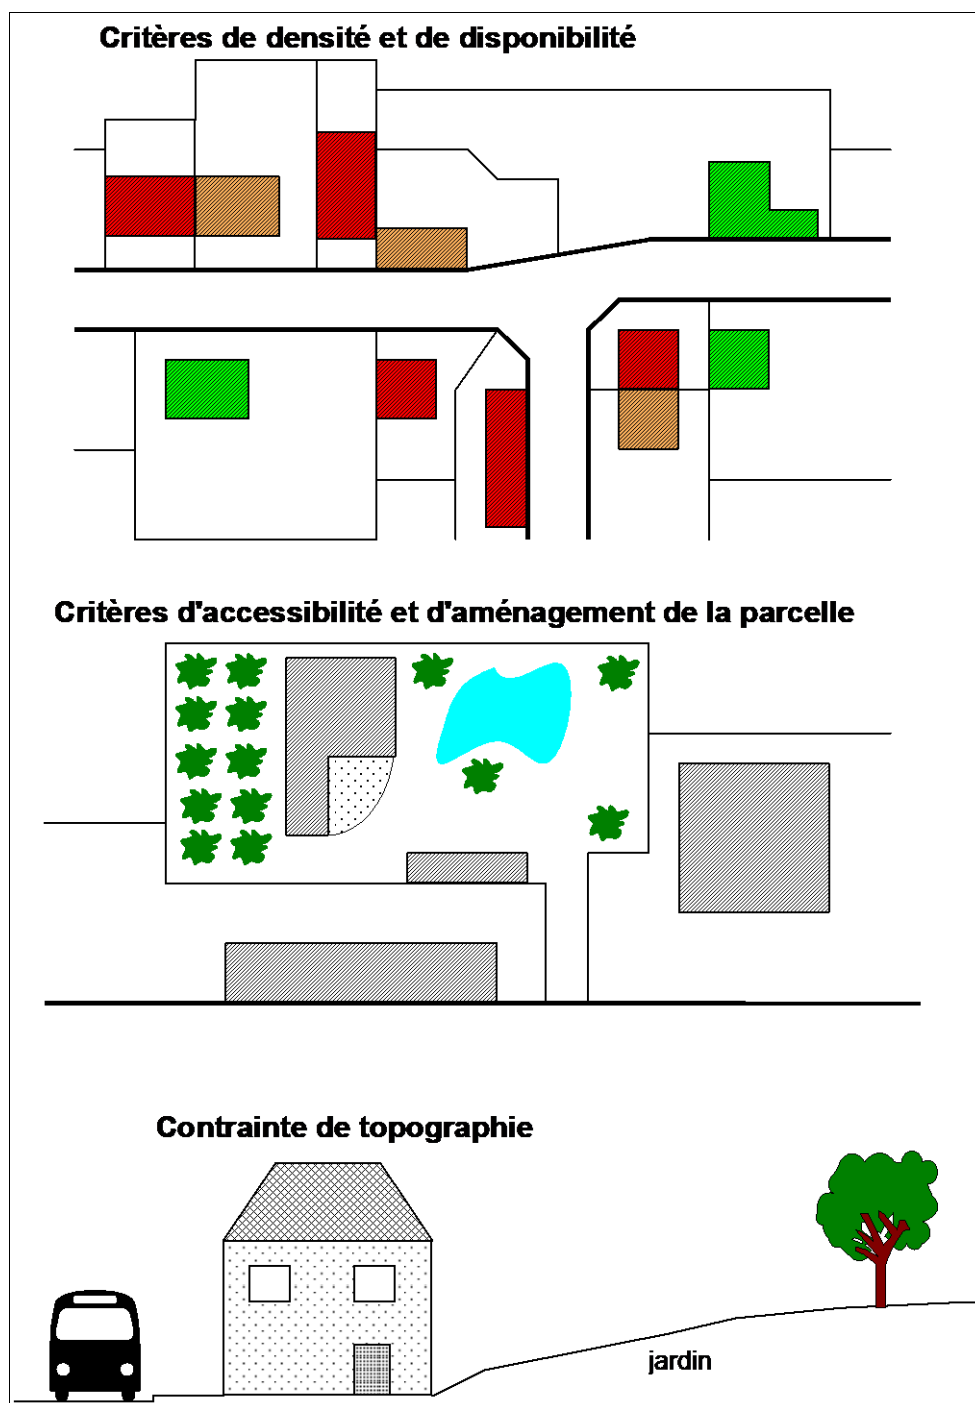 Critères de densité et de disponibilité
Critères d'accessibilité et d'aménagement de la parcelle
Contrainte de topographie
jardin